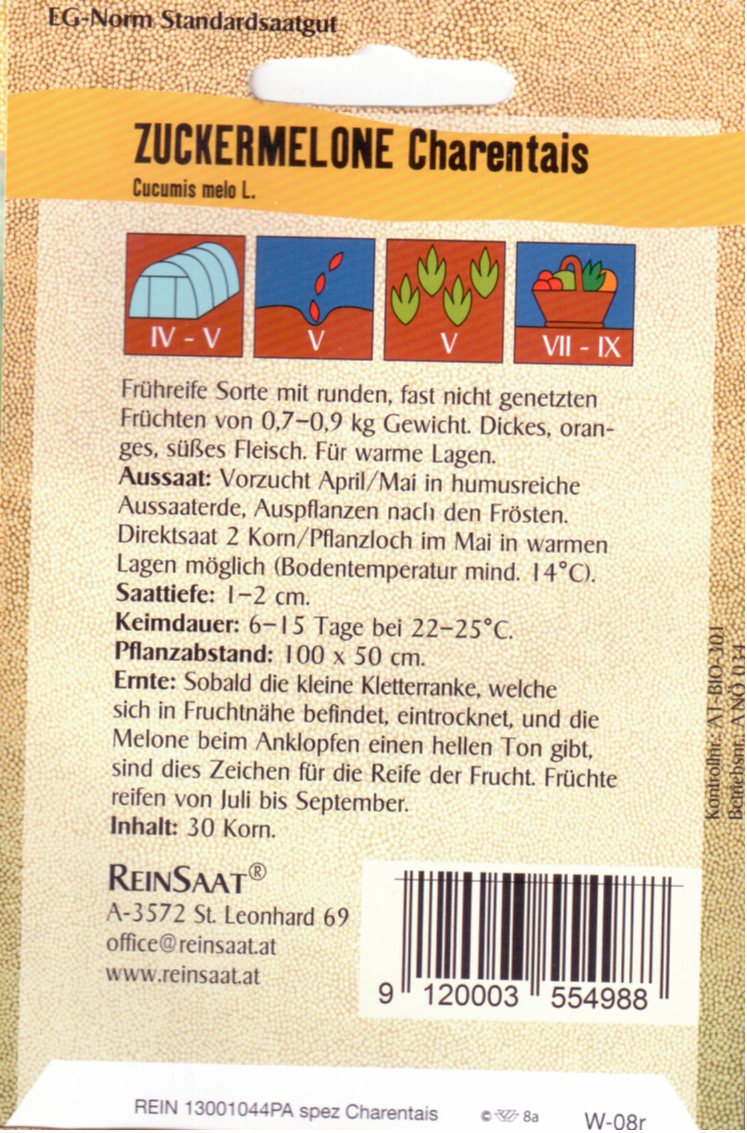 EG-Norm Standardsaatgut
ZUCKERMELONE Charentais
Cucumis melo L.
IV - V
V
V
VII - IX
Frühreife Sorte mit runden, fast nicht genetzten
Früchten von 0,7–0,9 kg Gewicht. Dickes, oran-
ges, süßes Fleisch. Für warme Lagen.
Aussaat: Vorzucht April/Mai in humusreiche
Aussaaterde, Auspflanzen nach den Frösten.
Direktsaat 2 Korn/Pflanzloch im Mai in warmen
Lagen möglich (Bodentemperatur mind. 14°C).
Saattiefe: 1–2 cm.
Keimdauer: 6–15 Tage bei 22–25°C.
Pflanzabstand: 100 x 50 cm.
Ernte: Sobald die kleine Kletterranke, welche
sich in Fruchtnähe befindet, eintrocknet, und die
Melone beim Anklopfen einen hellen Ton gibt,
sind dies Zeichen für die Reife der Frucht. Früchte
reifen von Juli bis September.
Inhalt: 30 Korn.
REINSAAT®
A-3572 St. Leonhard 69
office@reinsaat.at
www.reinsaat.at
9 120003 554988
Kontrollnr. AT-BIO-301
Betriebsnr. ANÖ 034
REIN 13001044PA spez Charentais
© 8a
W-08r